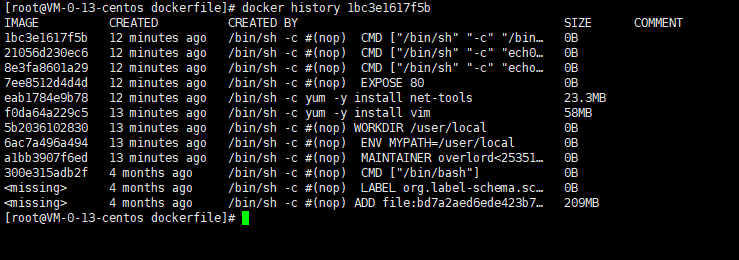 [root@VM-0-13-centos dockerfile]# docker history 1bc3e1617f5b
IMAGE CREATED CREATED BY SIZE COMMENT
1bc3e1617f5b 12 minutes ago /bin/sh -c #(nop) CMD ["/bin/sh" "-c" "/bin… 0B
21056d230ec6 12 minutes ago /bin/sh -c #(nop) CMD ["/bin/sh" "-c" "ech0… 0B
8e3fa8601a29 12 minutes ago /bin/sh -c #(nop) CMD ["/bin/sh" "-c" "echo… 0B
7ee8512d4d4d 12 minutes ago /bin/sh -c #(nop) EXPOSE 80 0B
eab1784e9b78 12 minutes ago /bin/sh -c yum -y install net-tools 23.3MB
f0da64a229c5 13 minutes ago /bin/sh -c yum -y install vim 58MB
5b2036102830 13 minutes ago /bin/sh -c #(nop) WORKDIR /user/local 0B
6ac7a496a494 13 minutes ago /bin/sh -c #(nop) ENV MYPATH=/user/local 0B
a1bb3907f6ed 13 minutes ago /bin/sh -c #(nop) MAINTAINER overlord<25351… 0B
300e315adb2f 4 months ago /bin/sh -c #(nop) CMD ["/bin/bash"] 0B
<missing> 4 months ago /bin/sh -c #(nop) LABEL org.label-schema.sc… 0B
<missing> 4 months ago /bin/sh -c #(nop) ADD file:bd7a2aed6ede423b7… 209MB
[root@VM-0-13-centos dockerfile]#